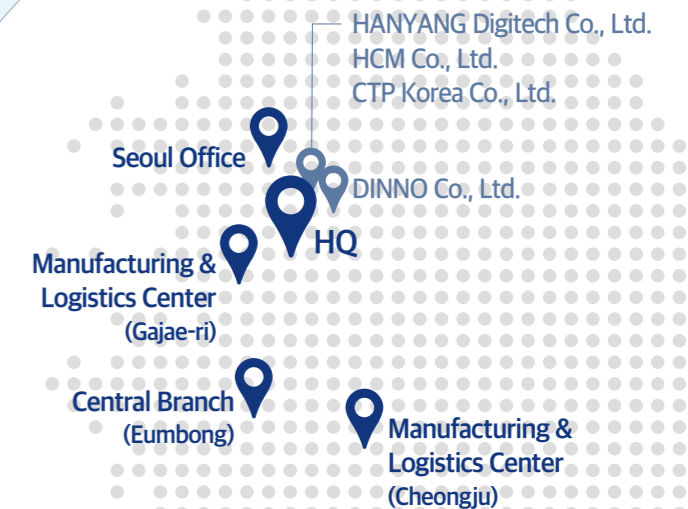 HANYANG Digitech Co., Ltd.
HCM Co., Ltd.
CTP Korea Co., Ltd.
Seoul Office
DINNO Co., Ltd.
HQ
Manufacturing &
Logistics Center
(Gajae-ri)
Central Branch
(Eumbong)
Manufacturing &
Logistics Center
(Cheongju)